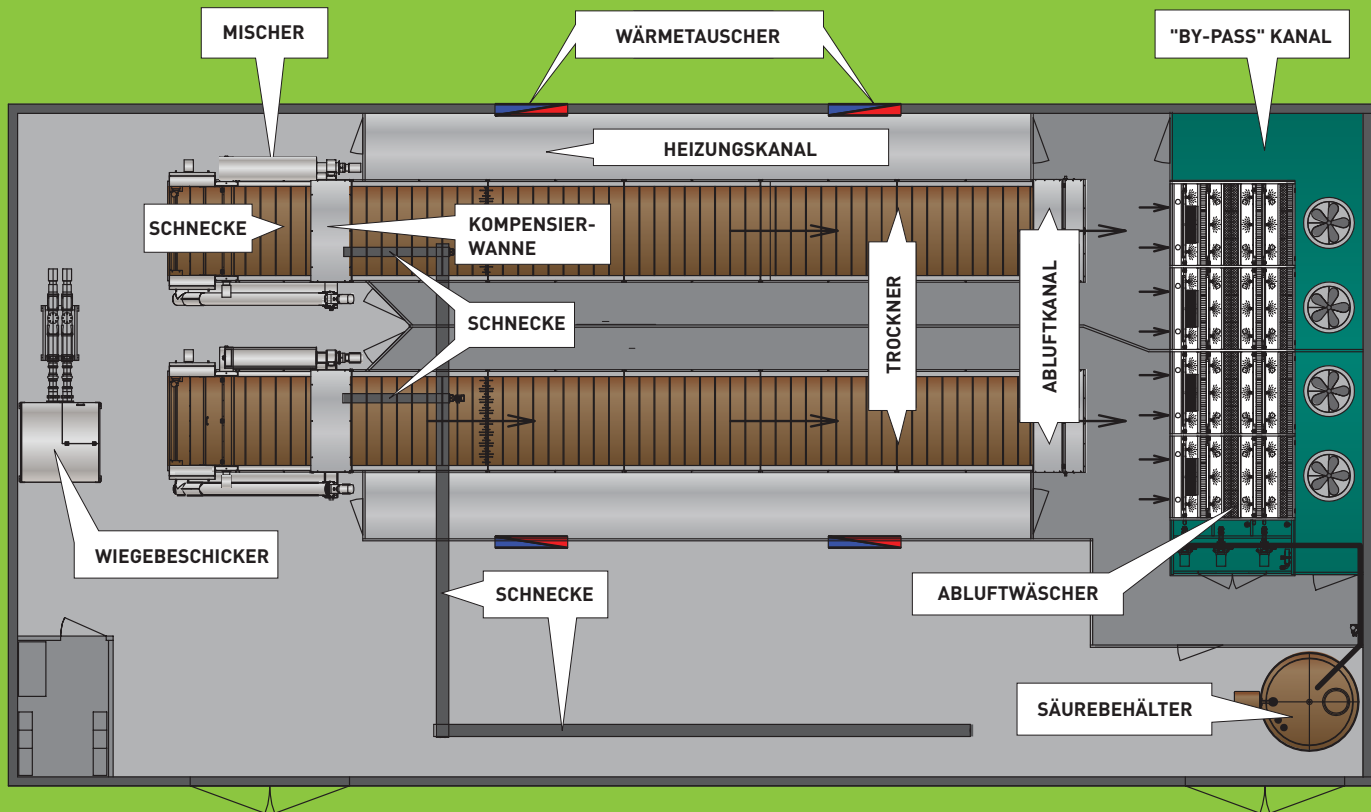 MISCHER
WÄRMETAUSCHER
"BY-PASS" KANAL
HEIZUNGSKANAL
SCHNECKE
KOMPENSIER-
WANNE
SCHNECKE
TROCKNER
ABLUFTKANAL
WIEGEBESCHICKER
SCHNECKE
ABLUFTWÄSCHER
SÄUREBEHÄLTER